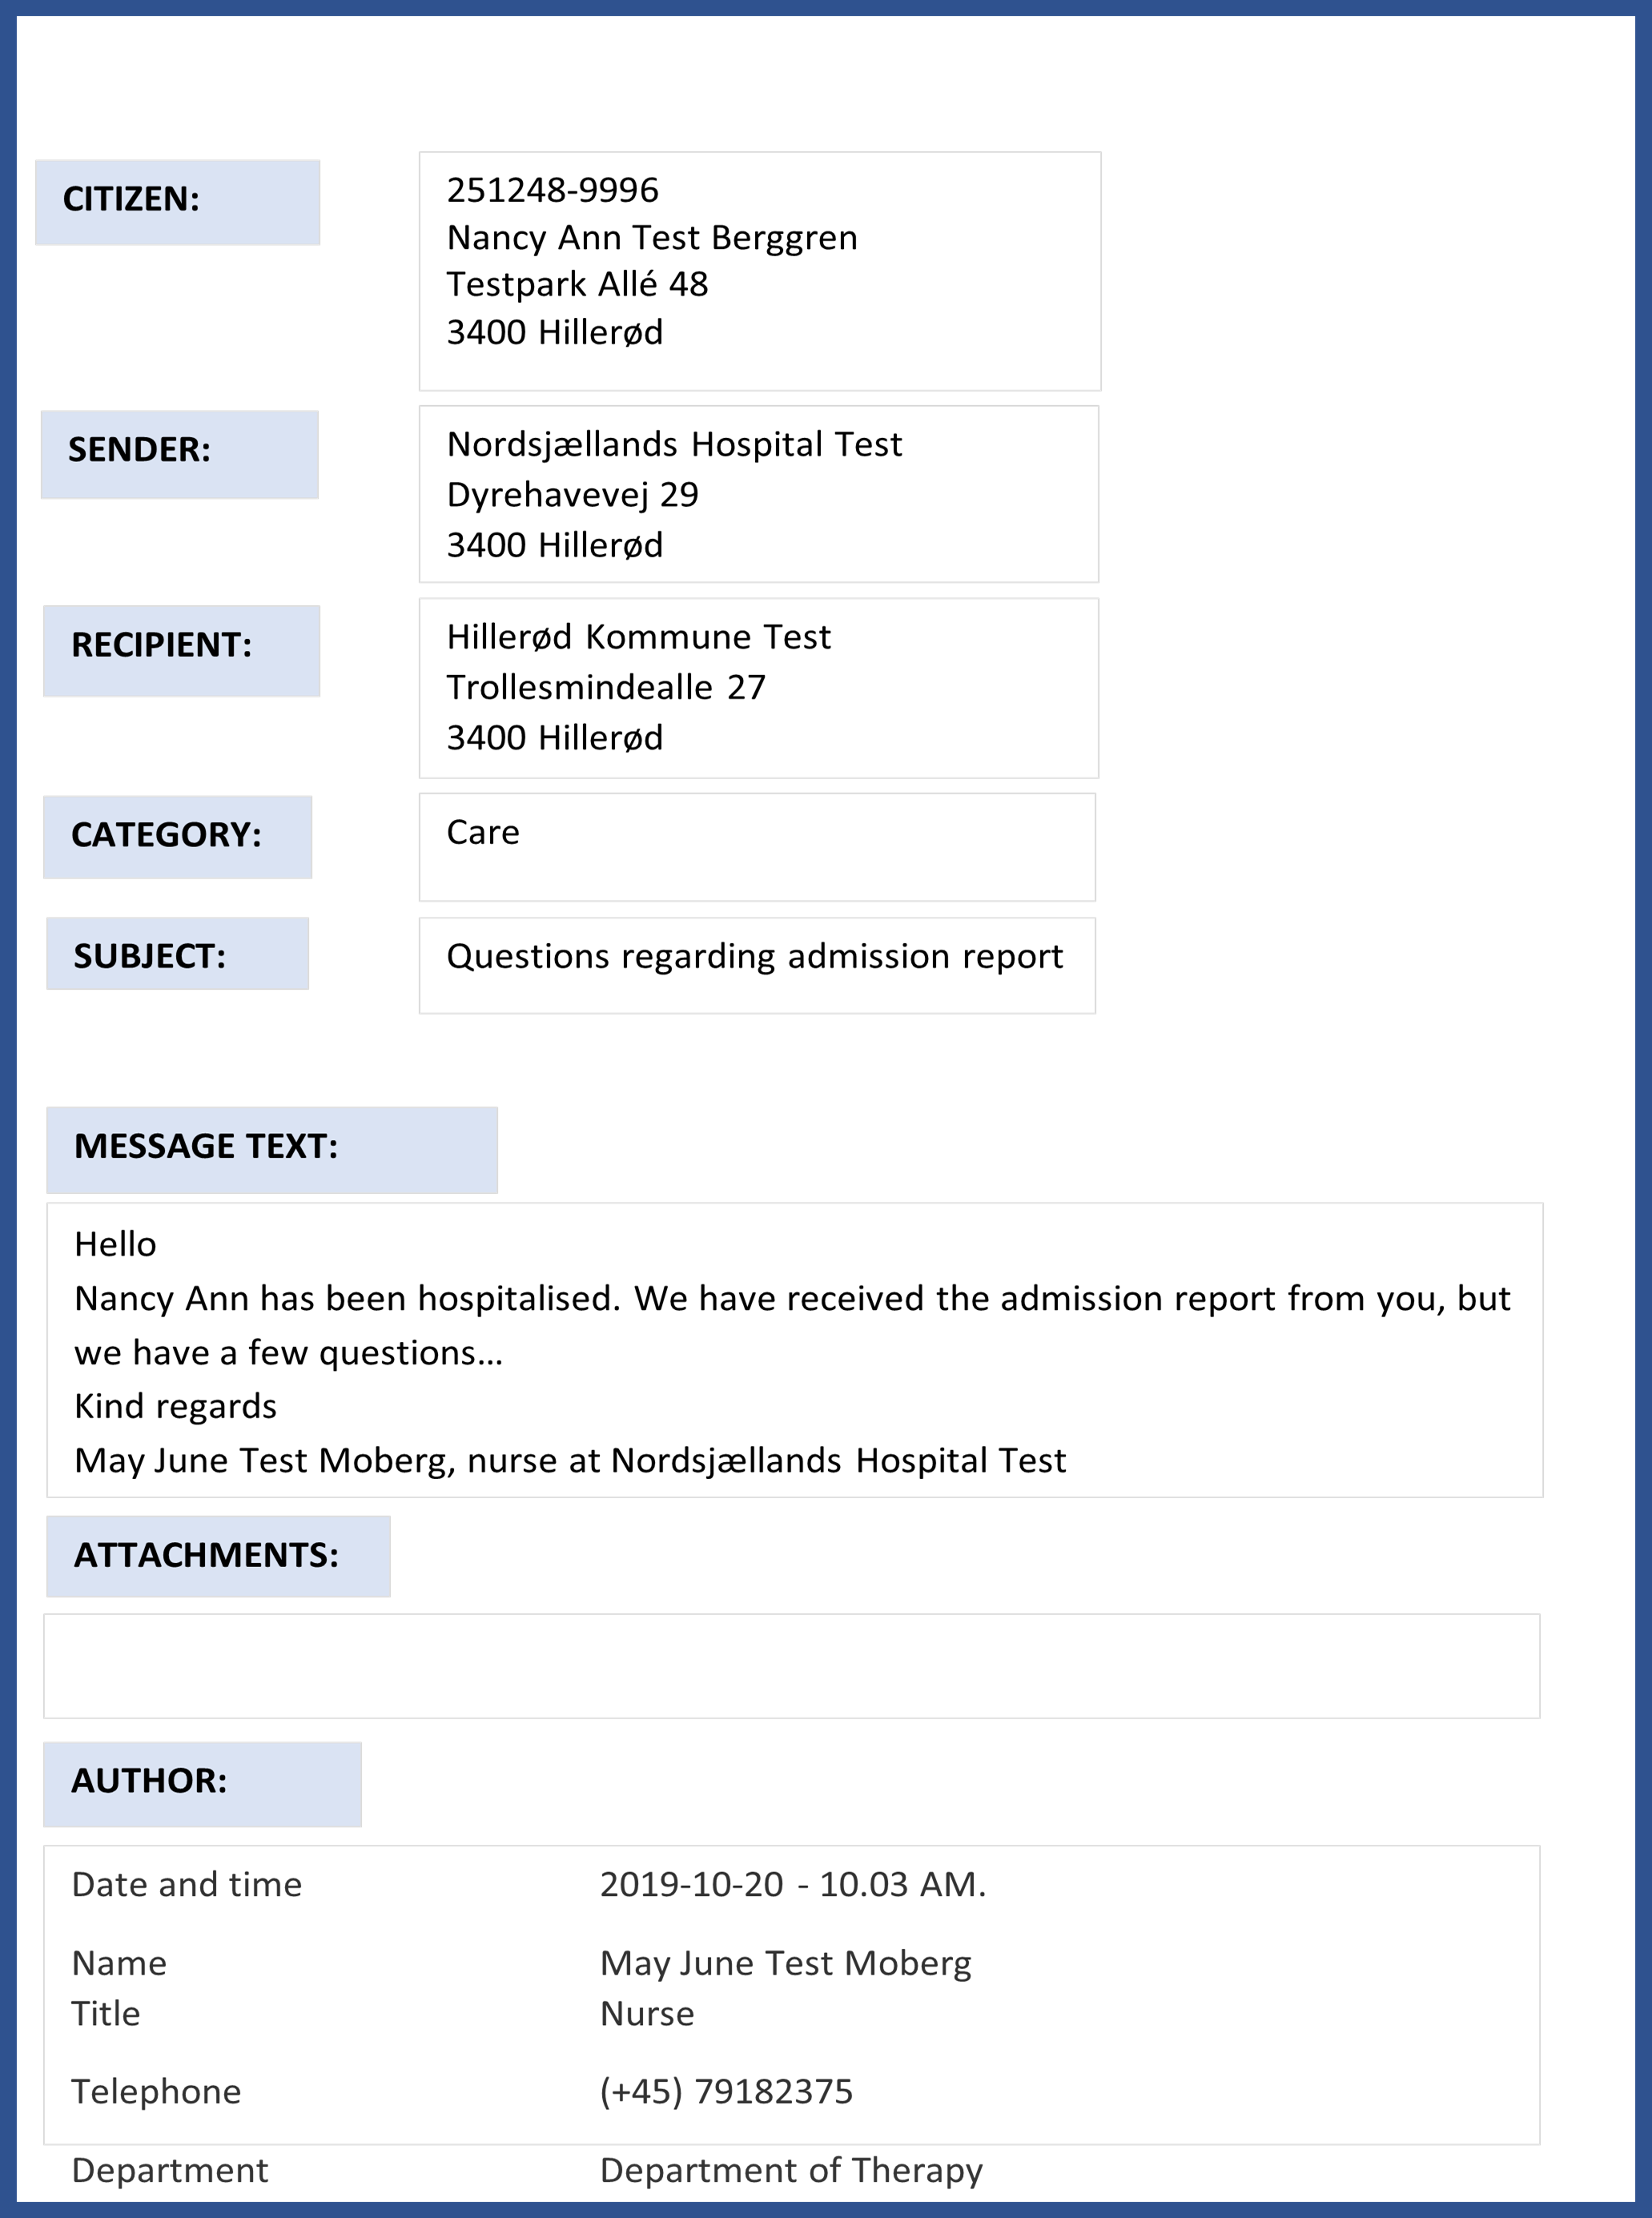 CITIZEN:
251248-9996
Nancy Ann Test Berggren
Testpark Allé 48
3400 Hillerød
SENDER:
Nordsjællands Hospital Test
Dyrehavevej 29
3400 Hillerød
RECIPIENT:
Hillerød Kommune Test
Trollesmindealle 27
3400 Hillerød
CATEGORY:
Care
SUBJECT:
Questions regarding admission report
MESSAGE TEXT:
Hello
Nancy Ann has been hospitalised. We have received the admission report from you, but
we have a few questions...
Kind regards
May June Test Moberg, nurse at Nordsjællands Hospital Test
ATTACHMENTS:
AUTHOR:
Date and time 2019-10-20 - 10.03 AM.
Name May June Test Moberg
Title Nurse
Telephone (+45) 79182375
Department Department of Therapy